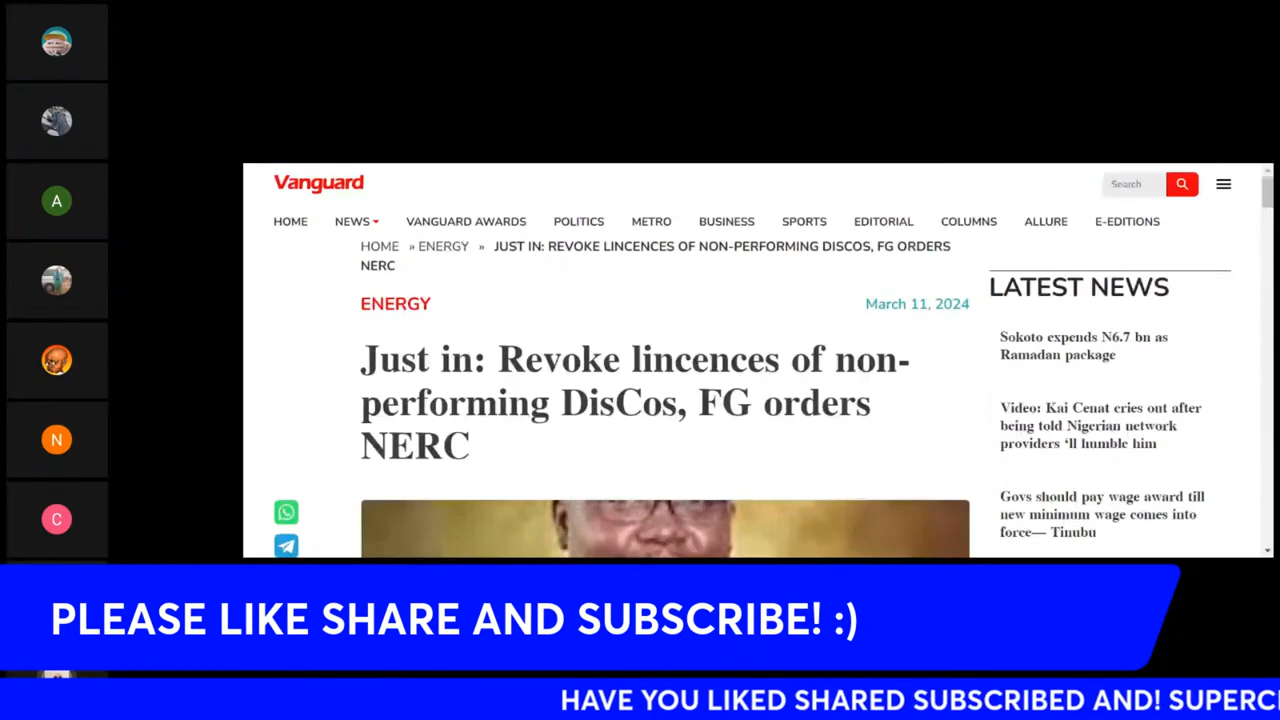 A
N
C
Vanguard
Search
HOME NEWS VANGUARD AWARDS POLITICS METRO BUSINESS SPORTS EDITORIAL COLUMNS ALLURE E-EDITIONS
HOME » ENERGY » JUST IN: REVOKE LINCENCES OF NON-PERFORMING DISCOS, FG ORDERS
NERC
ENERGY
March 11, 2024
Just in: Revoke lincences of non-
performing DisCos, FG orders
NERC
LATEST NEWS
Sokoto expends N6.7 bn as
Ramadan package
Video: Kai Cenat cries out after
being told Nigerian network
providers ‘ll humble him
Govs should pay wage award till
new minimum wage comes into
force— Tinubu
PLEASE LIKE SHARE AND SUBSCRIBE! :)
HAVE YOU LIKED SHARED SUBSCRIBED AND! SUPERC